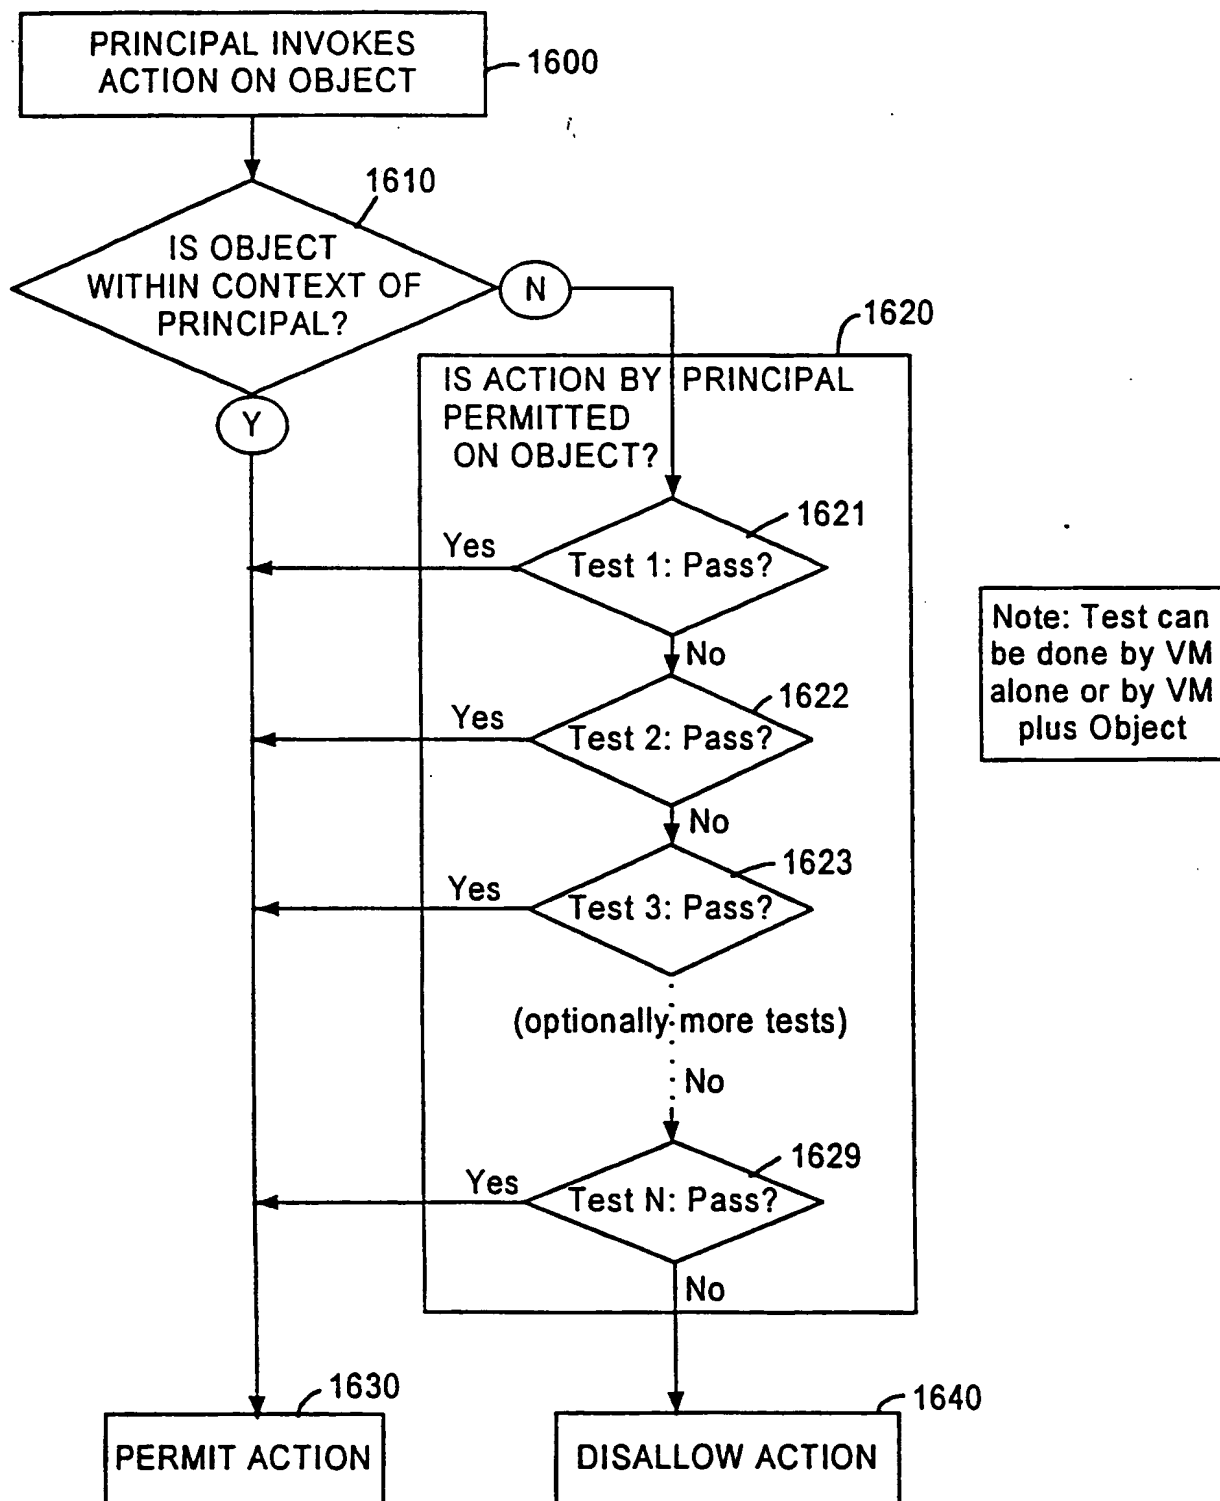 PRINCIPAL INVOKES
ACTION ON OBJECT
1600
1610
IS OBJECT
WITHIN CONTEXT OF
PRINCIPAL?
N
Y
1620
IS ACTION BY PRINCIPAL
PERMITTED
ON OBJECT?
1621
Test 1: Pass?
Yes
No
1622
Test 2: Pass?
Yes
No
1623
Test 3: Pass?
Yes
(optionally more tests)
No
1629
Test N: Pass?
Yes
No
Note: Test can
be done by VM
alone or by VM
plus Object
1630
PERMIT ACTION
1640
DISALLOW ACTION